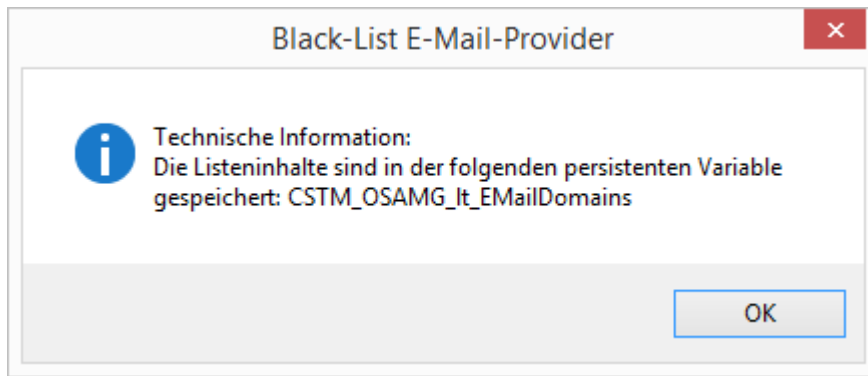 Black-List E-Mail-Provider
Technische Information:
Die Listeninhalte sind in der folgenden persistenten Variable
gespeichert: CSTM_OSAMG_lt_EMailDomains
OK